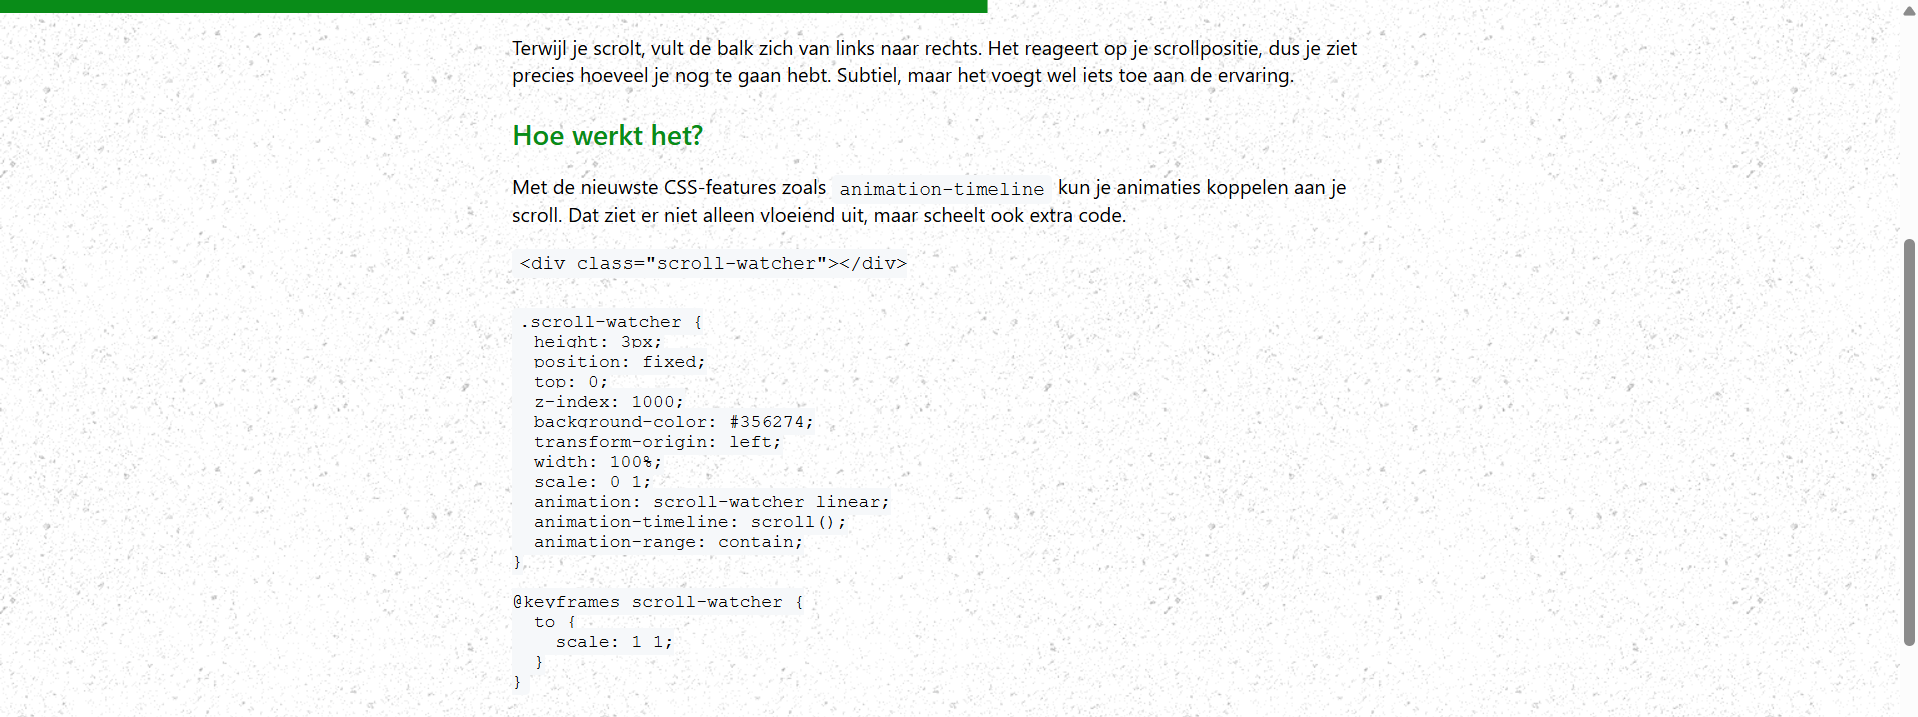 Terwijl je scrolt, vult de balk zich van links naar rechts. Het reageert op je scrollpositie, dus je ziet
precies hoeveel je nog te gaan hebt. Subtiel, maar het voegt wel iets toe aan de ervaring.
Hoe werkt het?
Met de nieuwste CSS-features zoals animation-timeline kun je animaties koppelen aan je
scroll. Dat ziet er niet alleen vloeiend uit, maar scheelt ook extra code.
<div class="scroll-watcher"></div>
.scroll-watcher {
  height: 3px;
  position: fixed;
  top: 0;
  z-index: 1000;
  background-color: #356274;
  transform-origin: left;
  width: 100%;
  scale: 0 1;
  animation: scroll-watcher linear;
  animation-timeline: scroll();
  animation-range: contain;
}
@keyframes scroll-watcher {
  to {
    scale: 1 1;
  }
}